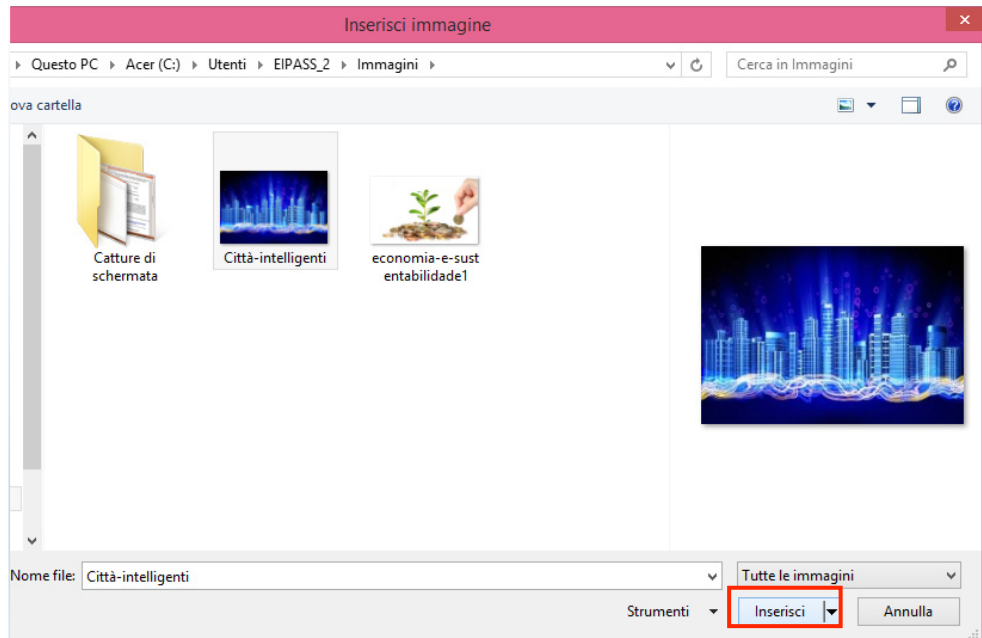 Inserisci immagine
Questo PC Acer (C:) Utenti EIPASS_2 Immagini
Cerca in Immagini
ova cartella
Catture di
schermata
Città-intelligenti
economia-e-sust
entabilidade1
Nome file: Città-intelligenti
Tutte le immagini
Strumenti Inserisci Annulla